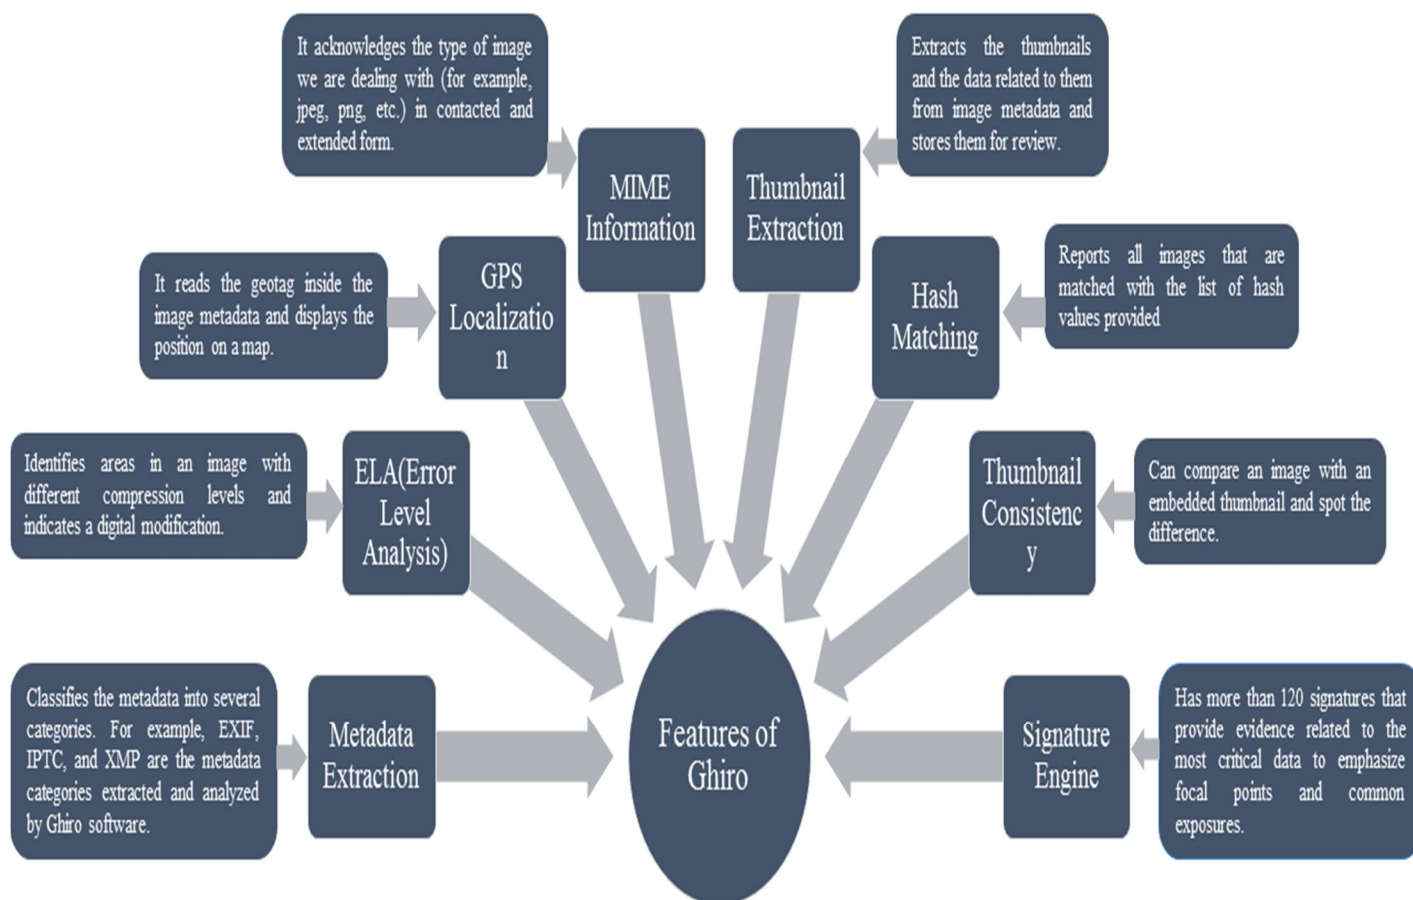 It acknowledges the type of image
we are dealing with (for example,
jpeg, png, etc.) in contacted and
extended form.
MIME
Information
Extracts the thumbnails
and the data related to them
from image metadata and
stores them for review.
Thumbnail
Extraction
It reads the geotag inside the
image metadata and displays the
position on a map.
GPS
Localizatio
n
Reports all images that are
matched with the list of hash
values provided
Hash
Matching
Identifies areas in an image with
different compression levels and
indicates a digital modification.
ELA(Error
Level
Analysis)
Can compare an image with an
embedded thumbnail and spot the
difference.
Thumbnail
Consistenc
y
Classifies the metadata into several
categories. For example, EXIF,
IPTC, and XMP are the metadata
categories extracted and analyzed
by Ghiro software.
Metadata
Extraction
Features of
Ghiro
Signature
Engine
Has more than 120 signatures that
provide evidence related to the
most critical data to emphasize
focal points and common
exposures.